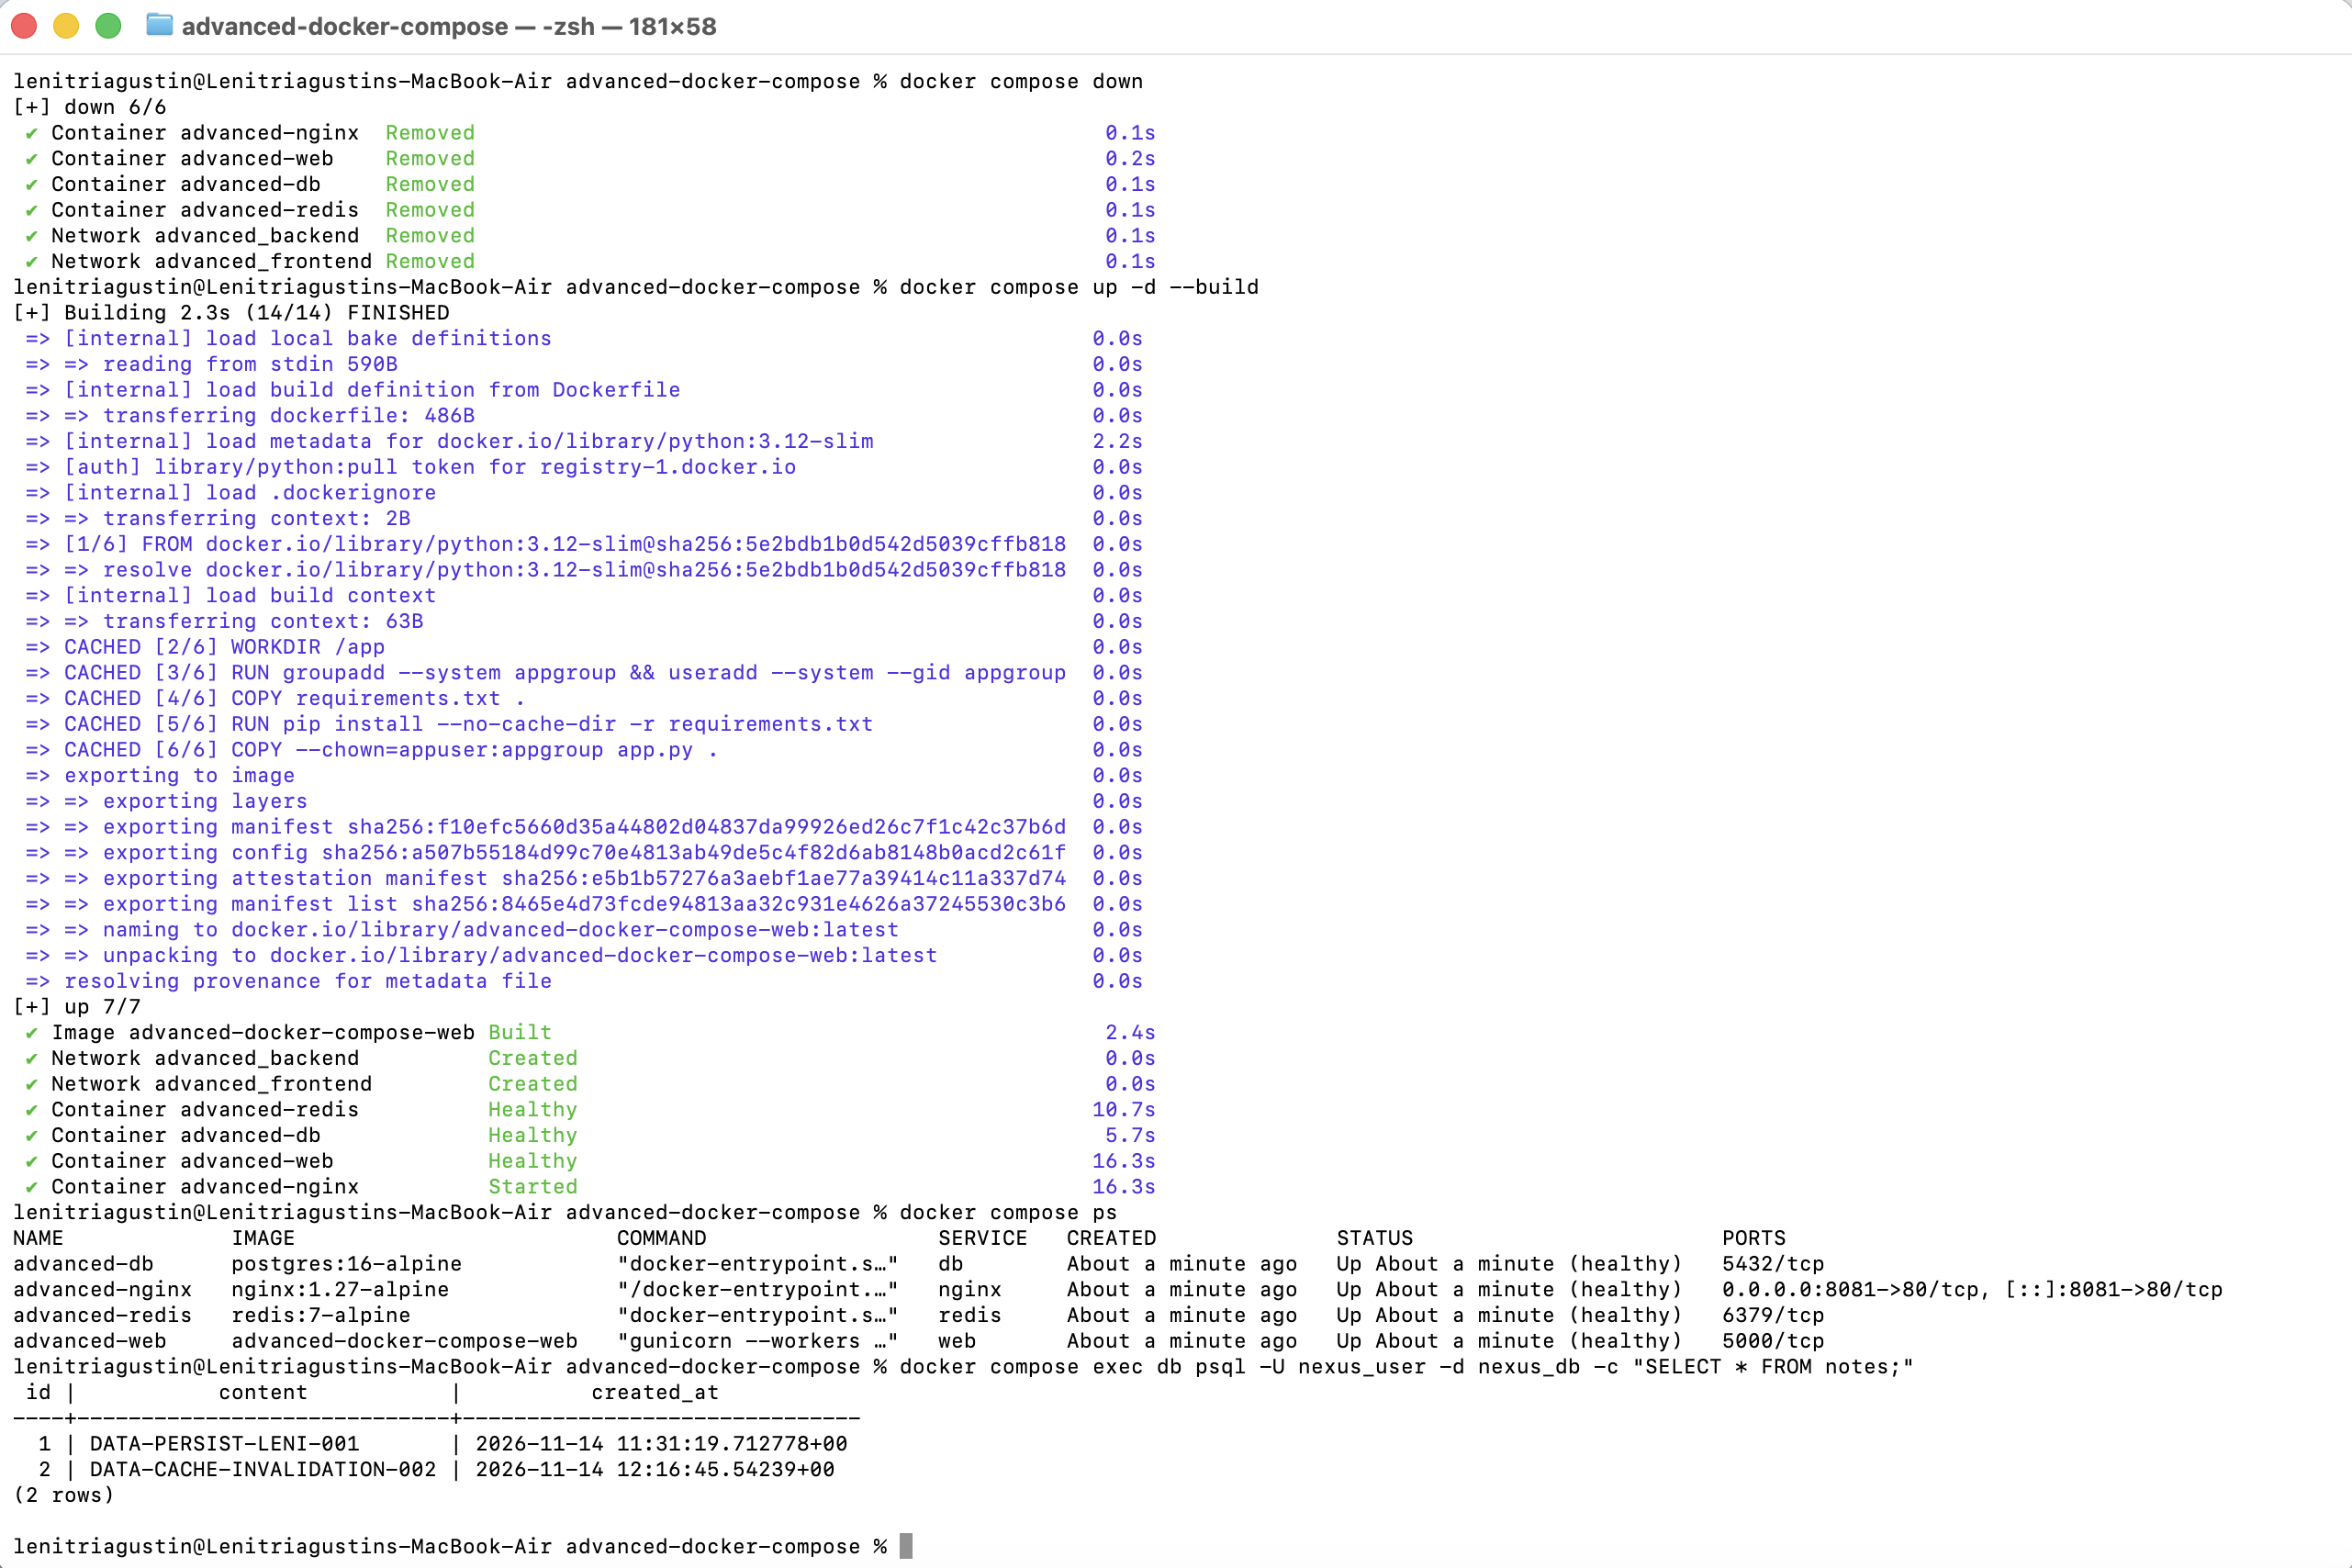 advanced-docker-compose — -zsh — 181×58
lenitriagustin@Lenitriagustins-MacBook-Air advanced-docker-compose % docker compose down
[+] down 6/6
✔ Container advanced-nginx  Removed  0.1s
✔ Container advanced-web  Removed  0.2s
✔ Container advanced-db  Removed  0.1s
✔ Container advanced-redis  Removed  0.1s
✔ Network advanced_backend  Removed  0.1s
✔ Network advanced_frontend Removed  0.1s
lenitriagustin@Lenitriagustins-MacBook-Air advanced-docker-compose % docker compose up -d --build
[+] Building 2.3s (14/14) FINISHED
=> [internal] load local bake definitions  0.0s
=> => reading from stdin 590B  0.0s
=> [internal] load build definition from Dockerfile  0.0s
=> => transferring dockerfile: 486B  0.0s
=> [internal] load metadata for docker.io/library/python:3.12-slim  2.2s
=> [auth] library/python:pull token for registry-1.docker.io  0.0s
=> [internal] load .dockerignore  0.0s
=> => transferring context: 2B  0.0s
=> [1/6] FROM docker.io/library/python:3.12-slim@sha256:5e2bdb1b0d542d5039cffb818  0.0s
=> => resolve docker.io/library/python:3.12-slim@sha256:5e2bdb1b0d542d5039cffb818  0.0s
=> [internal] load build context  0.0s
=> => transferring context: 63B  0.0s
=> CACHED [2/6] WORKDIR /app  0.0s
=> CACHED [3/6] RUN groupadd --system appgroup && useradd --system --gid appgroup  0.0s
=> CACHED [4/6] COPY requirements.txt .  0.0s
=> CACHED [5/6] RUN pip install --no-cache-dir -r requirements.txt  0.0s
=> CACHED [6/6] COPY --chown=appuser:appgroup app.py .  0.0s
=> exporting to image  0.0s
=> => exporting layers  0.0s
=> => exporting manifest sha256:f10efc5660d35a44802d04837da99926ed26c7f1c42c37b6d  0.0s
=> => exporting config sha256:a507b55184d99c70e4813ab49de5c4f82d6ab8148b0acd2c61f  0.0s
=> => exporting attestation manifest sha256:e5b1b57276a3aebf1ae77a39414c11a337d74  0.0s
=> => exporting manifest list sha256:8465e4d73fcde94813aa32c931e4626a37245530c3b6  0.0s
=> => naming to docker.io/library/advanced-docker-compose-web:latest  0.0s
=> => unpacking to docker.io/library/advanced-docker-compose-web:latest  0.0s
=> resolving provenance for metadata file  0.0s
[+] up 7/7
✔ Image advanced-docker-compose-web Built  2.4s
✔ Network advanced_backend  Created  0.0s
✔ Network advanced_frontend  Created  0.0s
✔ Container advanced-redis  Healthy  10.7s
✔ Container advanced-db  Healthy  5.7s
✔ Container advanced-web  Healthy  16.3s
✔ Container advanced-nginx  Started  16.3s
lenitriagustin@Lenitriagustins-MacBook-Air advanced-docker-compose % docker compose ps
NAME  IMAGE  COMMAND  SERVICE  CREATED  STATUS  PORTS
advanced-db  postgres:16-alpine  "docker-entrypoint.s…"  db  About a minute ago  Up About a minute (healthy)  5432/tcp
advanced-nginx  nginx:1.27-alpine  "/docker-entrypoint.…"  nginx  About a minute ago  Up About a minute (healthy)  0.0.0.0:8081->80/tcp, [::]:8081->80/tcp
advanced-redis  redis:7-alpine  "docker-entrypoint.s…"  redis  About a minute ago  Up About a minute (healthy)  6379/tcp
advanced-web  advanced-docker-compose-web  "gunicorn --workers …"  web  About a minute ago  Up About a minute (healthy)  5000/tcp
lenitriagustin@Lenitriagustins-MacBook-Air advanced-docker-compose % docker compose exec db psql -U nexus_user -d nexus_db -c "SELECT * FROM notes;"
 id |           content           |          created_at
----+-----------------------------+-------------------------------
  1 | DATA-PERSIST-LENI-001       | 2026-11-14 11:31:19.712778+00
  2 | DATA-CACHE-INVALIDATION-002 | 2026-11-14 12:16:45.54239+00
(2 rows)
lenitriagustin@Lenitriagustins-MacBook-Air advanced-docker-compose %